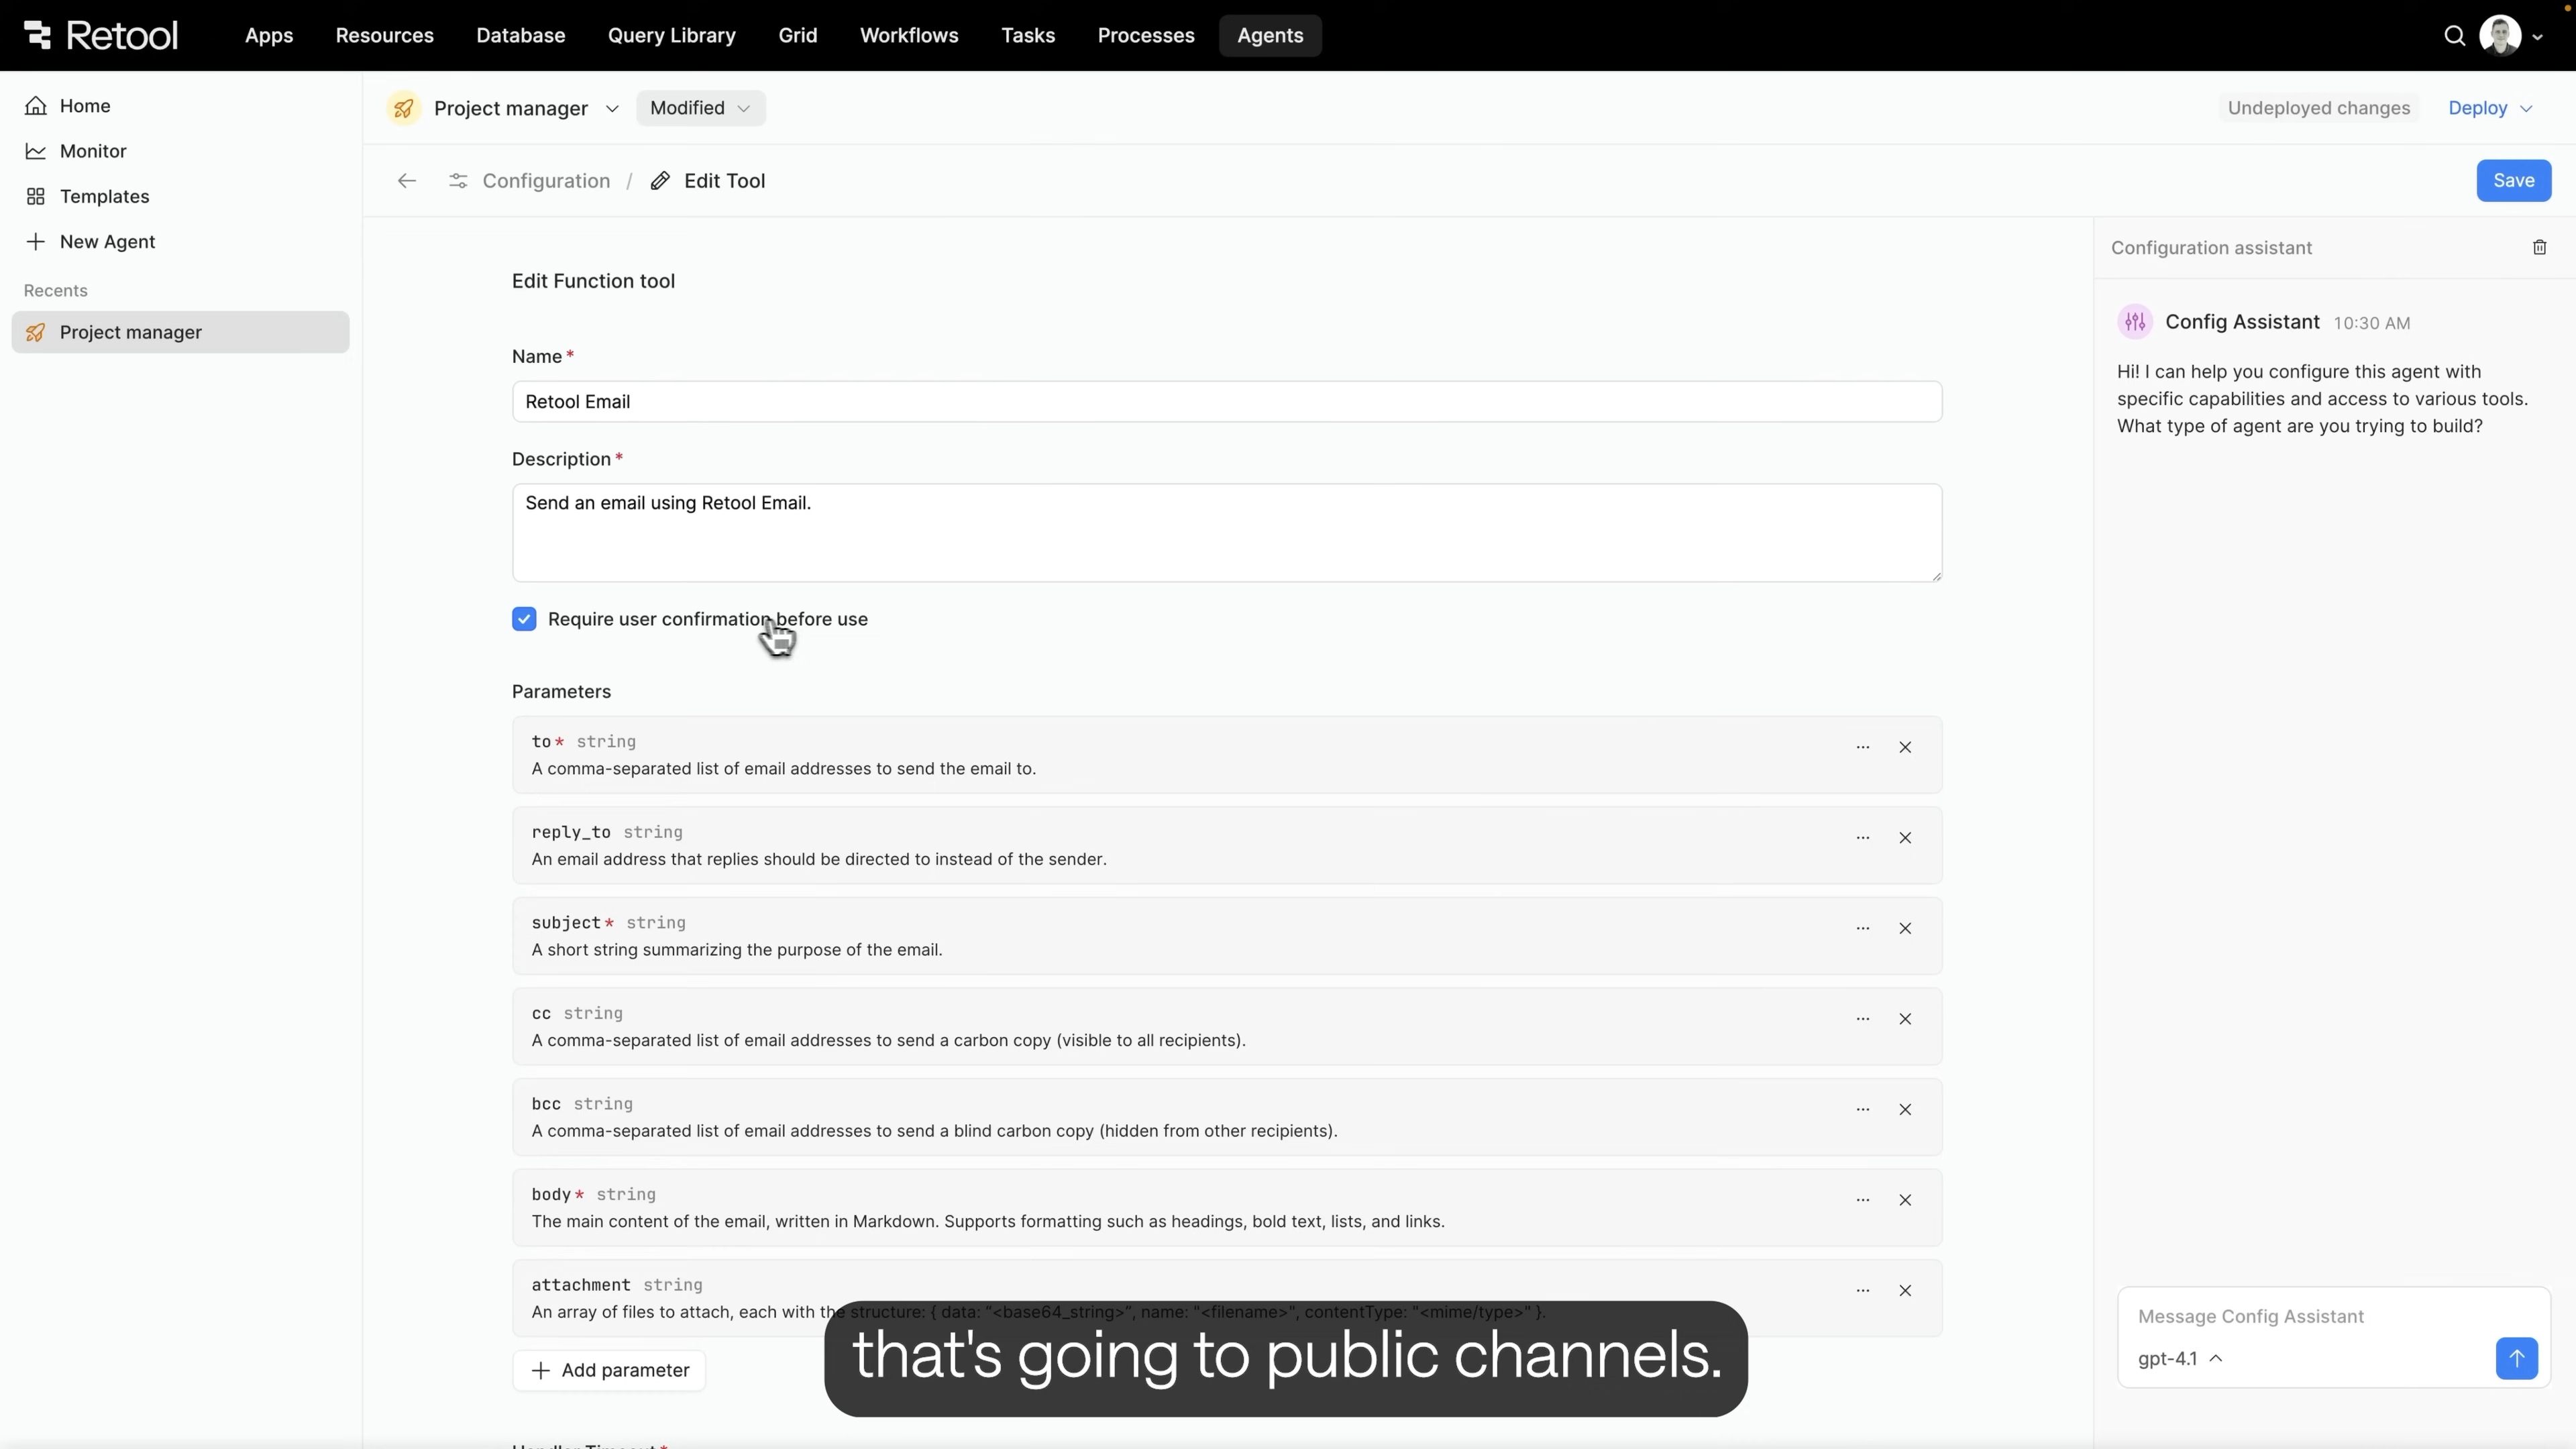 Retool
Apps
Resources
Database
Query Library
Grid
Workflows
Tasks
Processes
Agents
Home
Monitor
Templates
New Agent
Recents
Project manager
Project manager
Modified
Undeployed changes
Deploy
Configuration / Edit Tool
Save
Edit Function tool
Name *
Retool Email
Description *
Send an email using Retool Email.
Require user confirmation before use
Parameters
to* string
A comma-separated list of email addresses to send the email to.
reply_to string
An email address that replies should be directed to instead of the sender.
subject* string
A short string summarizing the purpose of the email.
cc string
A comma-separated list of email addresses to send a carbon copy (visible to all recipients).
bcc string
A comma-separated list of email addresses to send a blind carbon copy (hidden from other recipients).
body* string
The main content of the email, written in Markdown. Supports formatting such as headings, bold text, lists, and links.
attachment string
An array of files to attach, each with the structure: { data: "<base64_string>", name: "<filename>", contentType: "<mime/type>" }.
Add parameter
Handler Timeout *
Configuration assistant
Config Assistant 10:30 AM
Hi! I can help you configure this agent with
specific capabilities and access to various tools.
What type of agent are you trying to build?
Message Config Assistant
gpt-4.1
that's going to public channels.